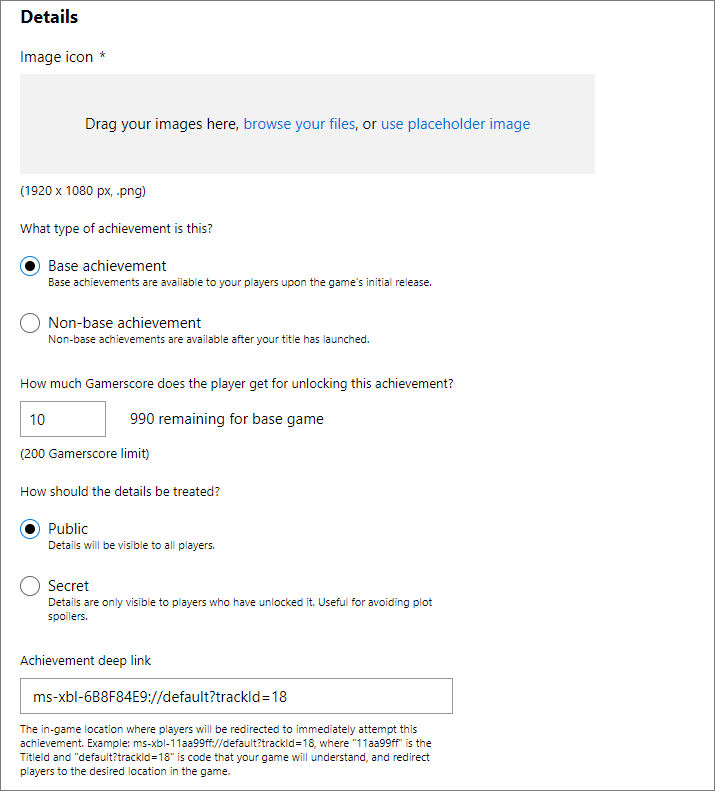 Details
Image icon *
Drag your images here, browse your files, or use placeholder image
(1920 x 1080 px, .png)
What type of achievement is this?
Base achievement
Base achievements are available to your players upon the game's initial release.
Non-base achievement
Non-base achievements are available after your title has launched.
How much Gamerscore does the player get for unlocking this achievement?
10 990 remaining for base game
(200 Gamerscore limit)
How should the details be treated?
Public
Details will be visible to all players.
Secret
Details are only visible to players who have unlocked it. Useful for avoiding plot
spoilers.
Achievement deep link
ms-xbl-6B8F84E9://default?trackId=18
The in-game location where players will be redirected to immediately attempt this
achievement. Example: ms-xbl-11aa99ff://default?trackId=18, where "11aa99ff" is the
TitleId and "default?trackId=18" is code that your game will understand, and redirect
players to the desired location in the game.